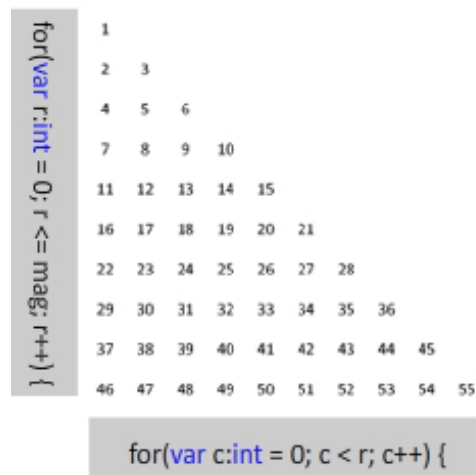 for(var r:int = 0; r <= mag; r++) {
1
2 3
4 5 6
7 8 9 10
11 12 13 14 15
16 17 18 19 20 21
22 23 24 25 26 27 28
29 30 31 32 33 34 35 36
37 38 39 40 41 42 43 44 45
46 47 48 49 50 51 52 53 54 55
for(var c:int = 0; c < r; c++) {